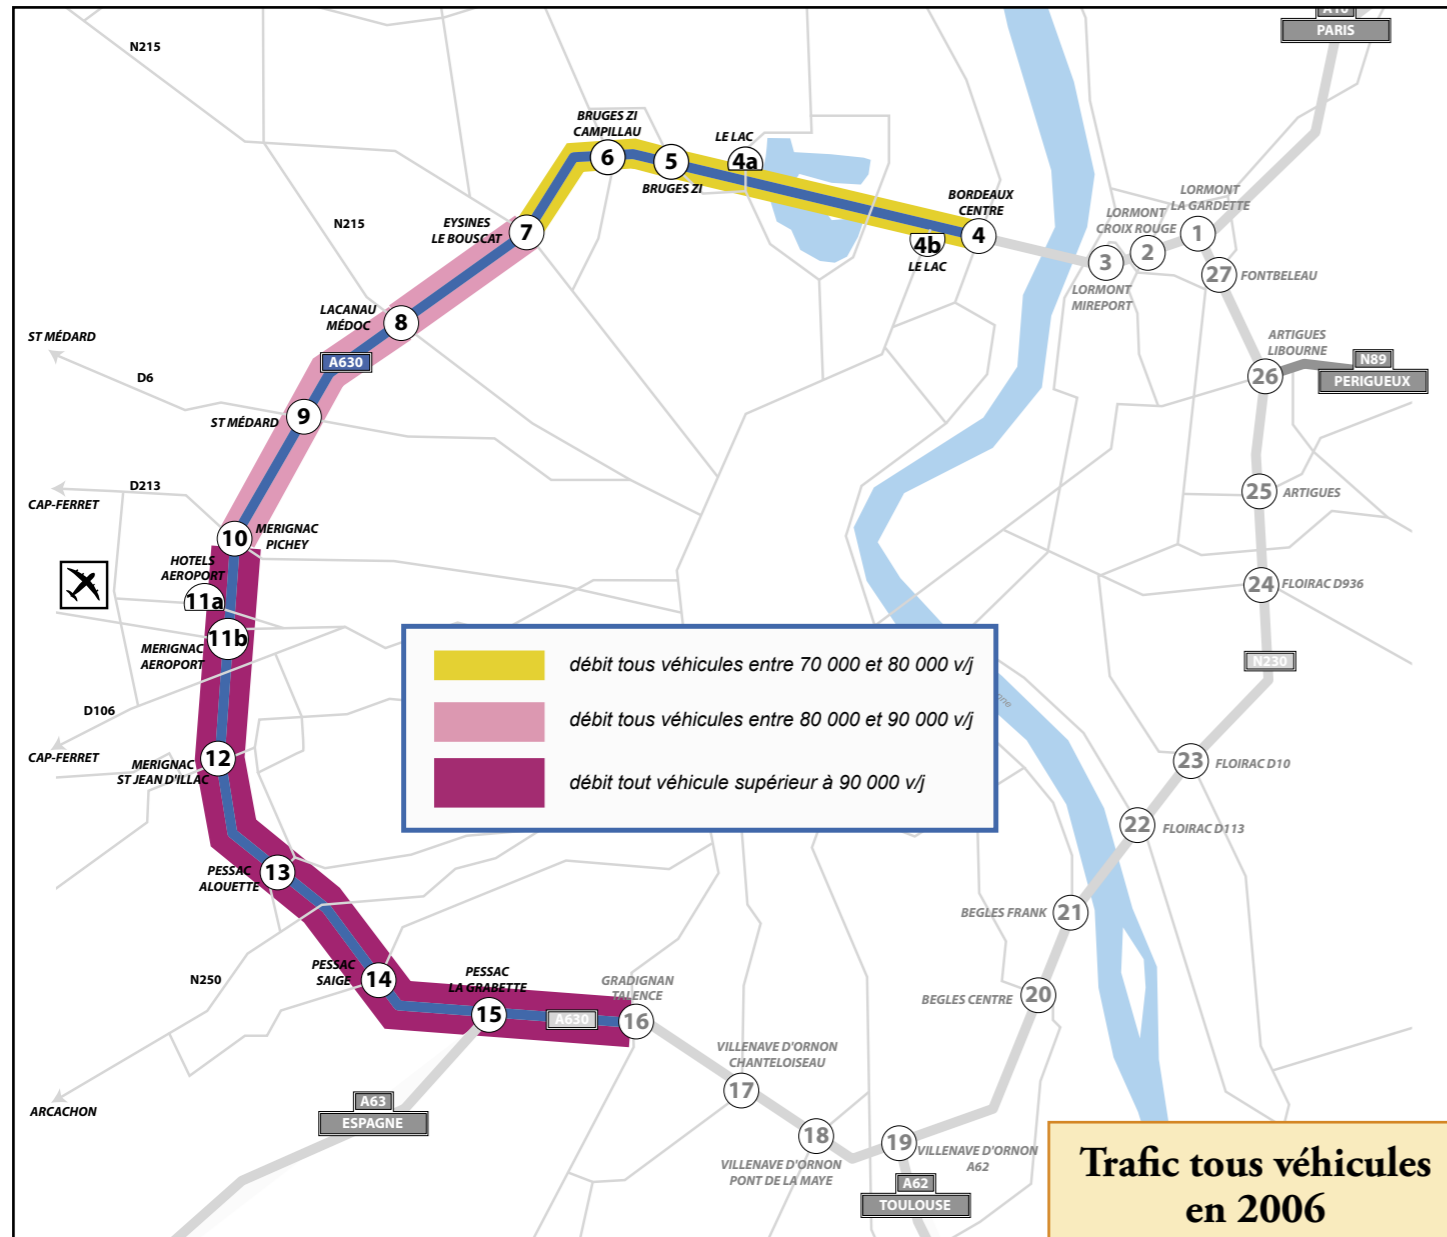 A10
PARIS
N215
BRUGES ZI
CAMPILLAU
6
5
BRUGES ZI
LE LAC
4a
BORDEAUX
CENTRE
4
4b
LE LAC
LORMONT
LA GARDETTE
1
LORMONT
CROIX ROUGE
2
3
LORMONT
MIREPORT
27
FONTBELEAU
N215
EYSINES
LE BOUSCAT
7
LACANAU
MÉDOC
8
A630
ST MÉDARD
D6
ST MÉDARD
9
ARTIGUES
LIBOURNE
26
N89
PERIGUEUX
D213
CAP-FERRET
10
MERIGNAC
PICHEY
HOTELS
AEROPORT
11a
11b
MERIGNAC
AEROPORT
25
ARTIGUES
24
FLOIRAC D936
N230
débit tous véhicules entre 70 000 et 80 000 v/j
débit tous véhicules entre 80 000 et 90 000 v/j
débit tout véhicule supérieur à 90 000 v/j
D106
CAP-FERRET
12
MERIGNAC
ST JEAN D'ILLAC
23
FLOIRAC D10
22
FLOIRAC D113
PESSAC
ALOUETTE
13
21
BEGLES FRANK
N250
PESSAC
SAIGE
14
PESSAC
LA GRABETTE
15
A630
GRADIGNAN
TALENCE
16
20
BEGLES CENTRE
ARCACHON
A63
ESPAGNE
VILLENAVE D'ORNON
CHANTELOISEAU
17
18
VILLENAVE D'ORNON
PONT DE LA MAYE
19
VILLENAVE D'ORNON
A62
A62
TOULOUSE
Trafic tous véhicules
en 2006